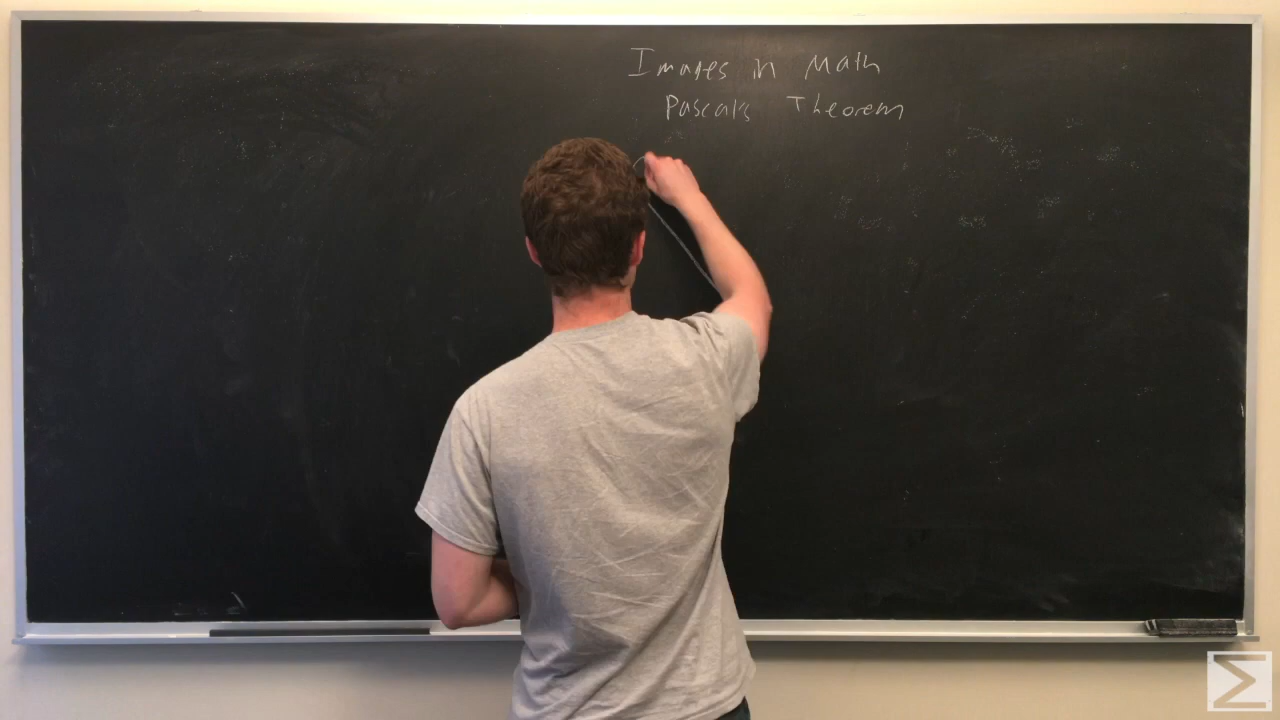 Images in Math
Pascal's Theorem
Σ